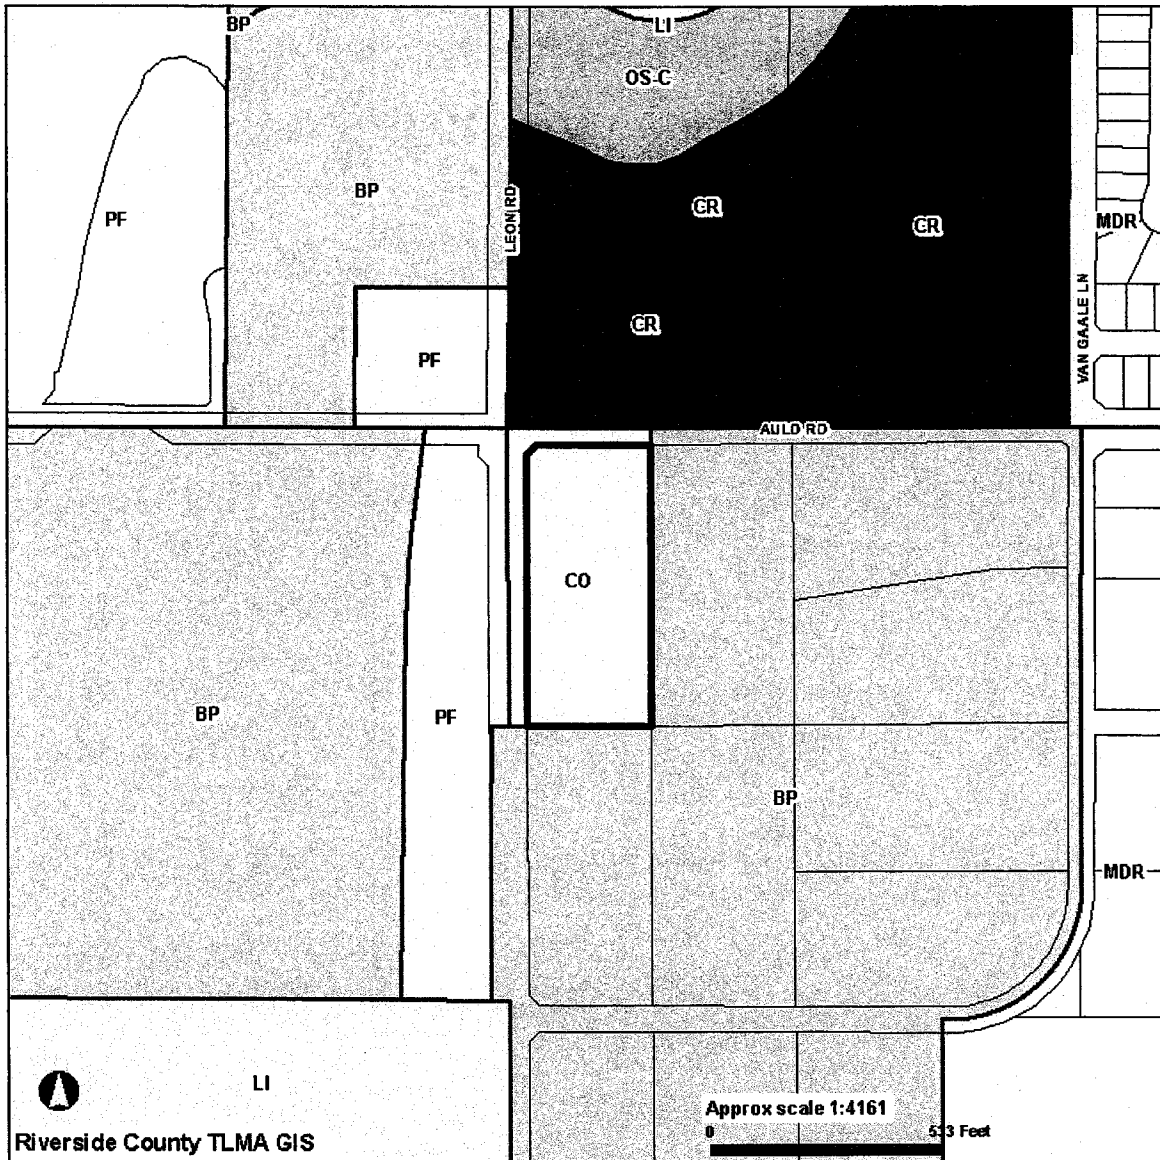 BP
LI
OS-C
BP
PF
LEON RD
CR
CR
MDR
CR
VAN GAALE LN
PF
AULD RD
CO
BP
PF
BP
MDR
LI
Approx scale 1:4161
0
Feet
Riverside County TLMA GIS